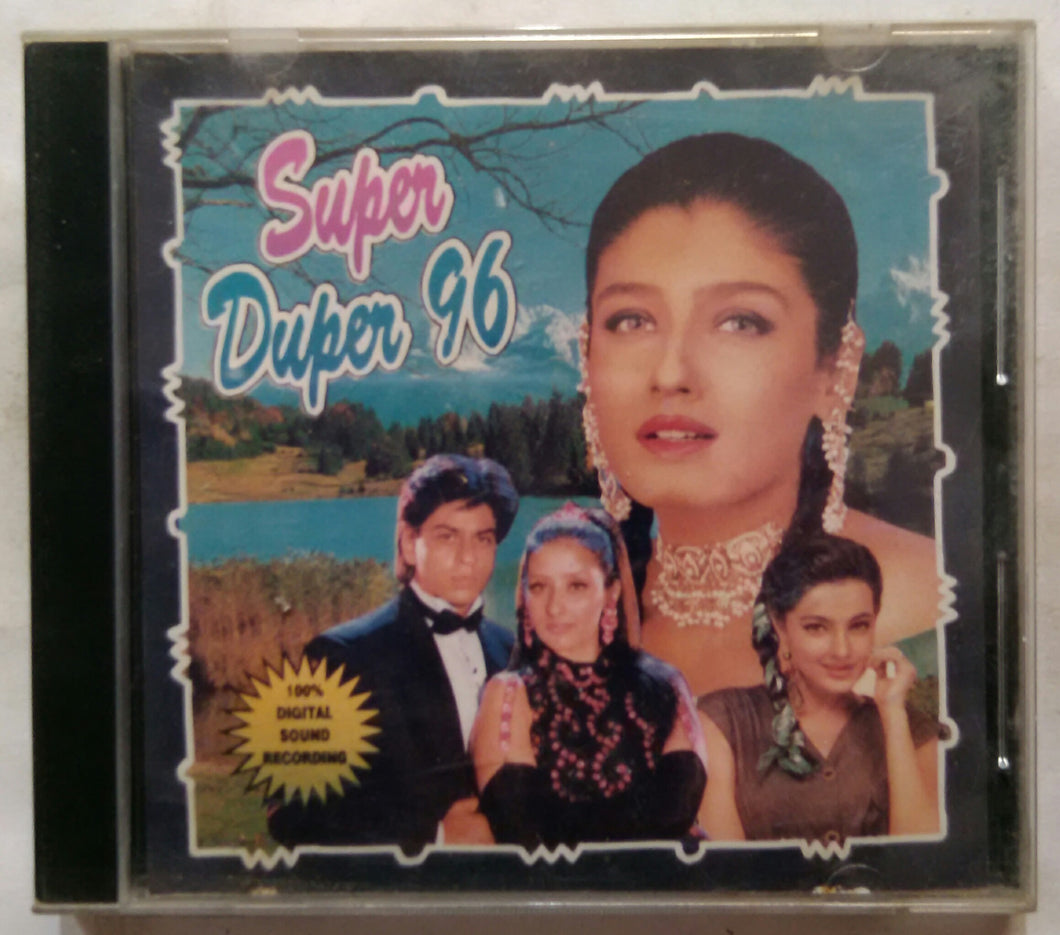 Super
Duper 96
100%
DIGITAL
SOUND
RECORDING